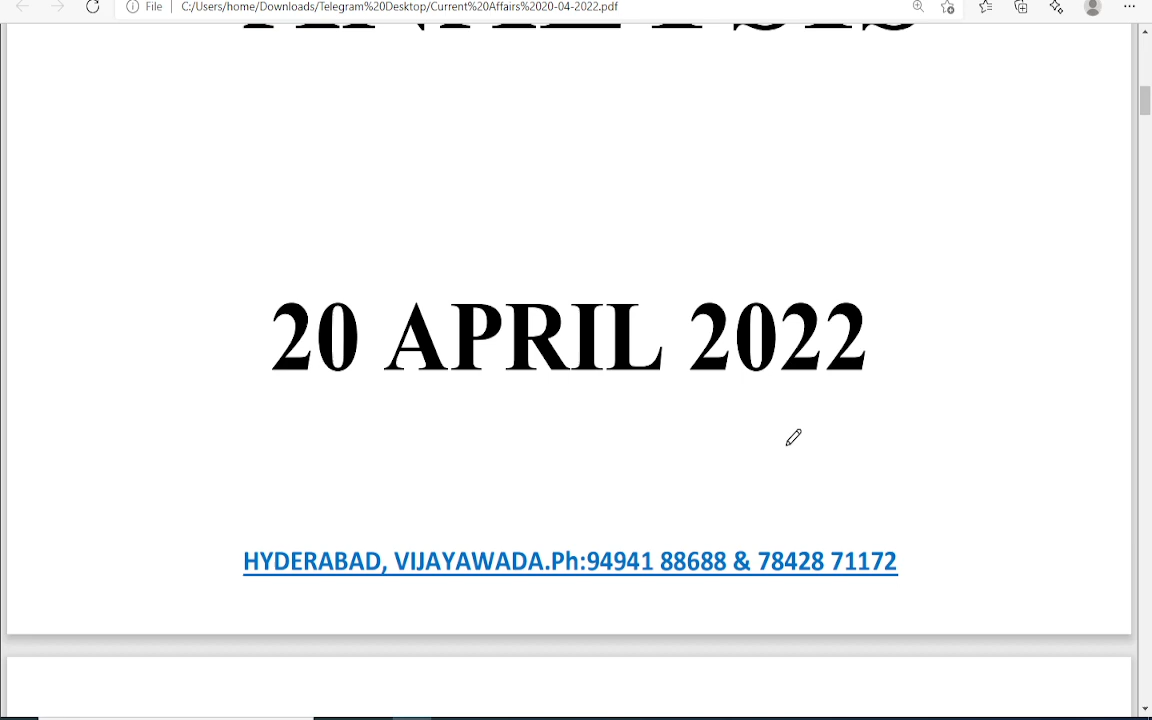 File | C:/Users/home/Downloads/Telegram%20Desktop/Current%20Affairs%2020-04-2022.pdf
20 APRIL 2022
HYDERABAD, VIJAYAWADA.Ph:94941 88688 & 78428 71172